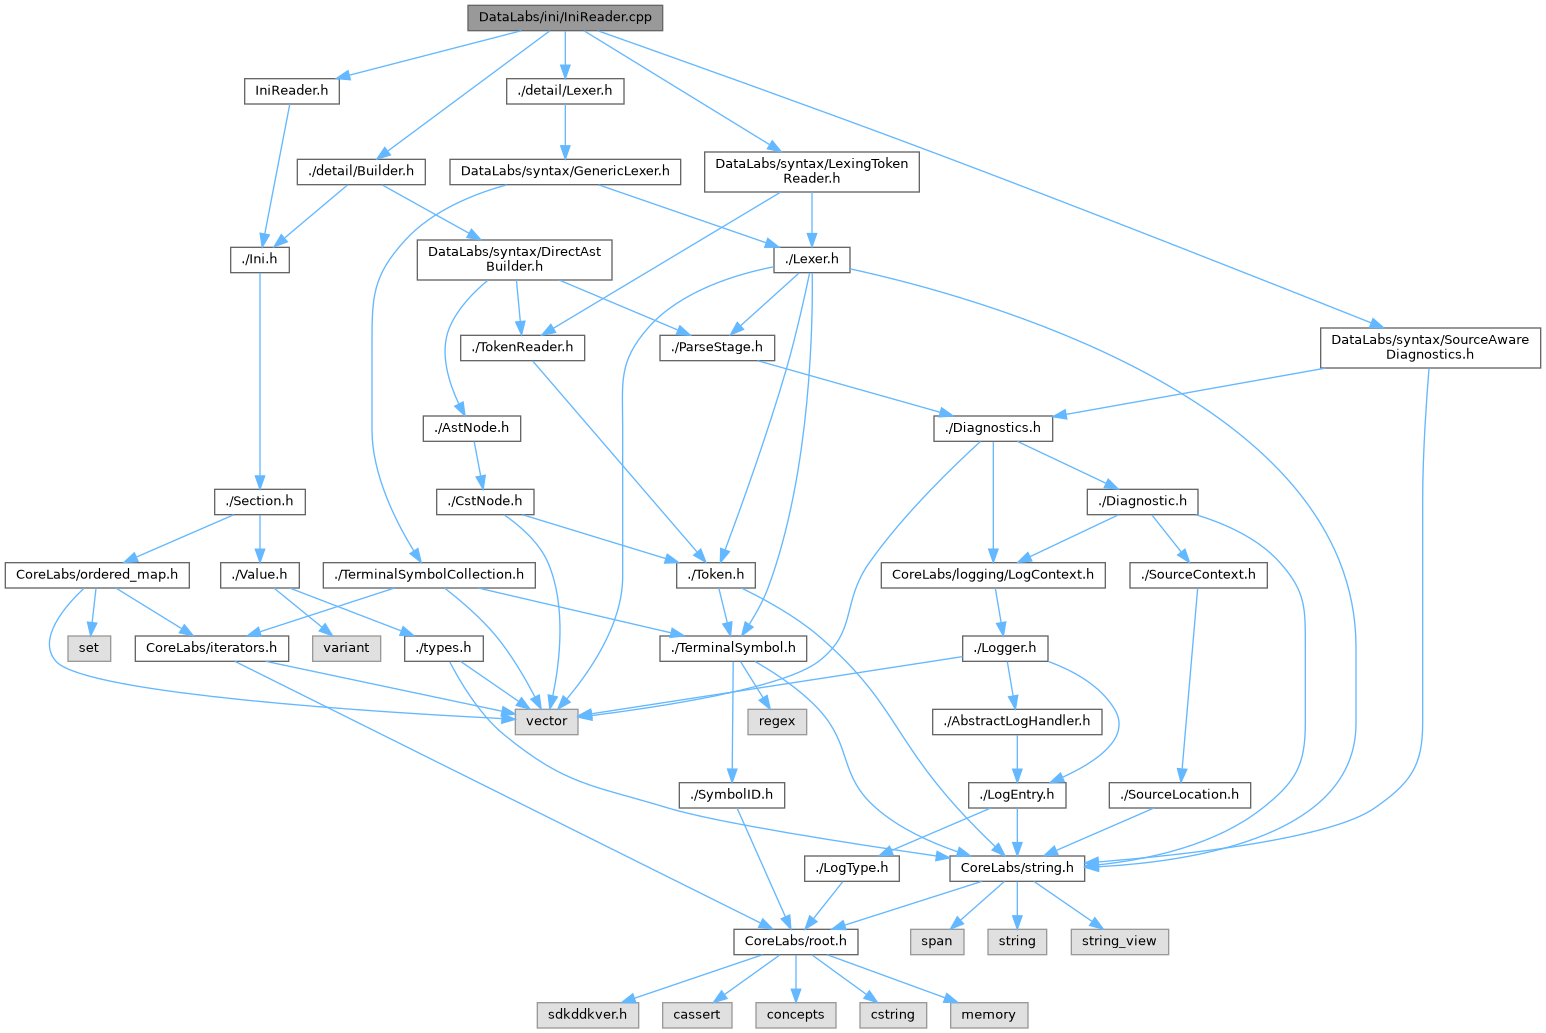 DataLabs/ini/IniReader.cpp
IniReader.h
./detail/Lexer.h
./detail/Builder.h
DataLabs/syntax/GenericLexer.h
DataLabs/syntax/LexingToken
Reader.h
./Ini.h
DataLabs/syntax/DirectAst
Builder.h
./Lexer.h
./TokenReader.h
./ParseStage.h
DataLabs/syntax/SourceAware
Diagnostics.h
./AstNode.h
./Diagnostics.h
./Section.h
./CstNode.h
./Diagnostic.h
CoreLabs/ordered_map.h
./Value.h
./TerminalSymbolCollection.h
./Token.h
CoreLabs/logging/LogContext.h
./SourceContext.h
set
CoreLabs/iterators.h
variant
./types.h
./TerminalSymbol.h
./Logger.h
vector
regex
./AbstractLogHandler.h
./SymbolID.h
./LogEntry.h
./SourceLocation.h
./LogType.h
CoreLabs/string.h
CoreLabs/root.h
span
string
string_view
sdkddkver.h
cassert
concepts
cstring
memory